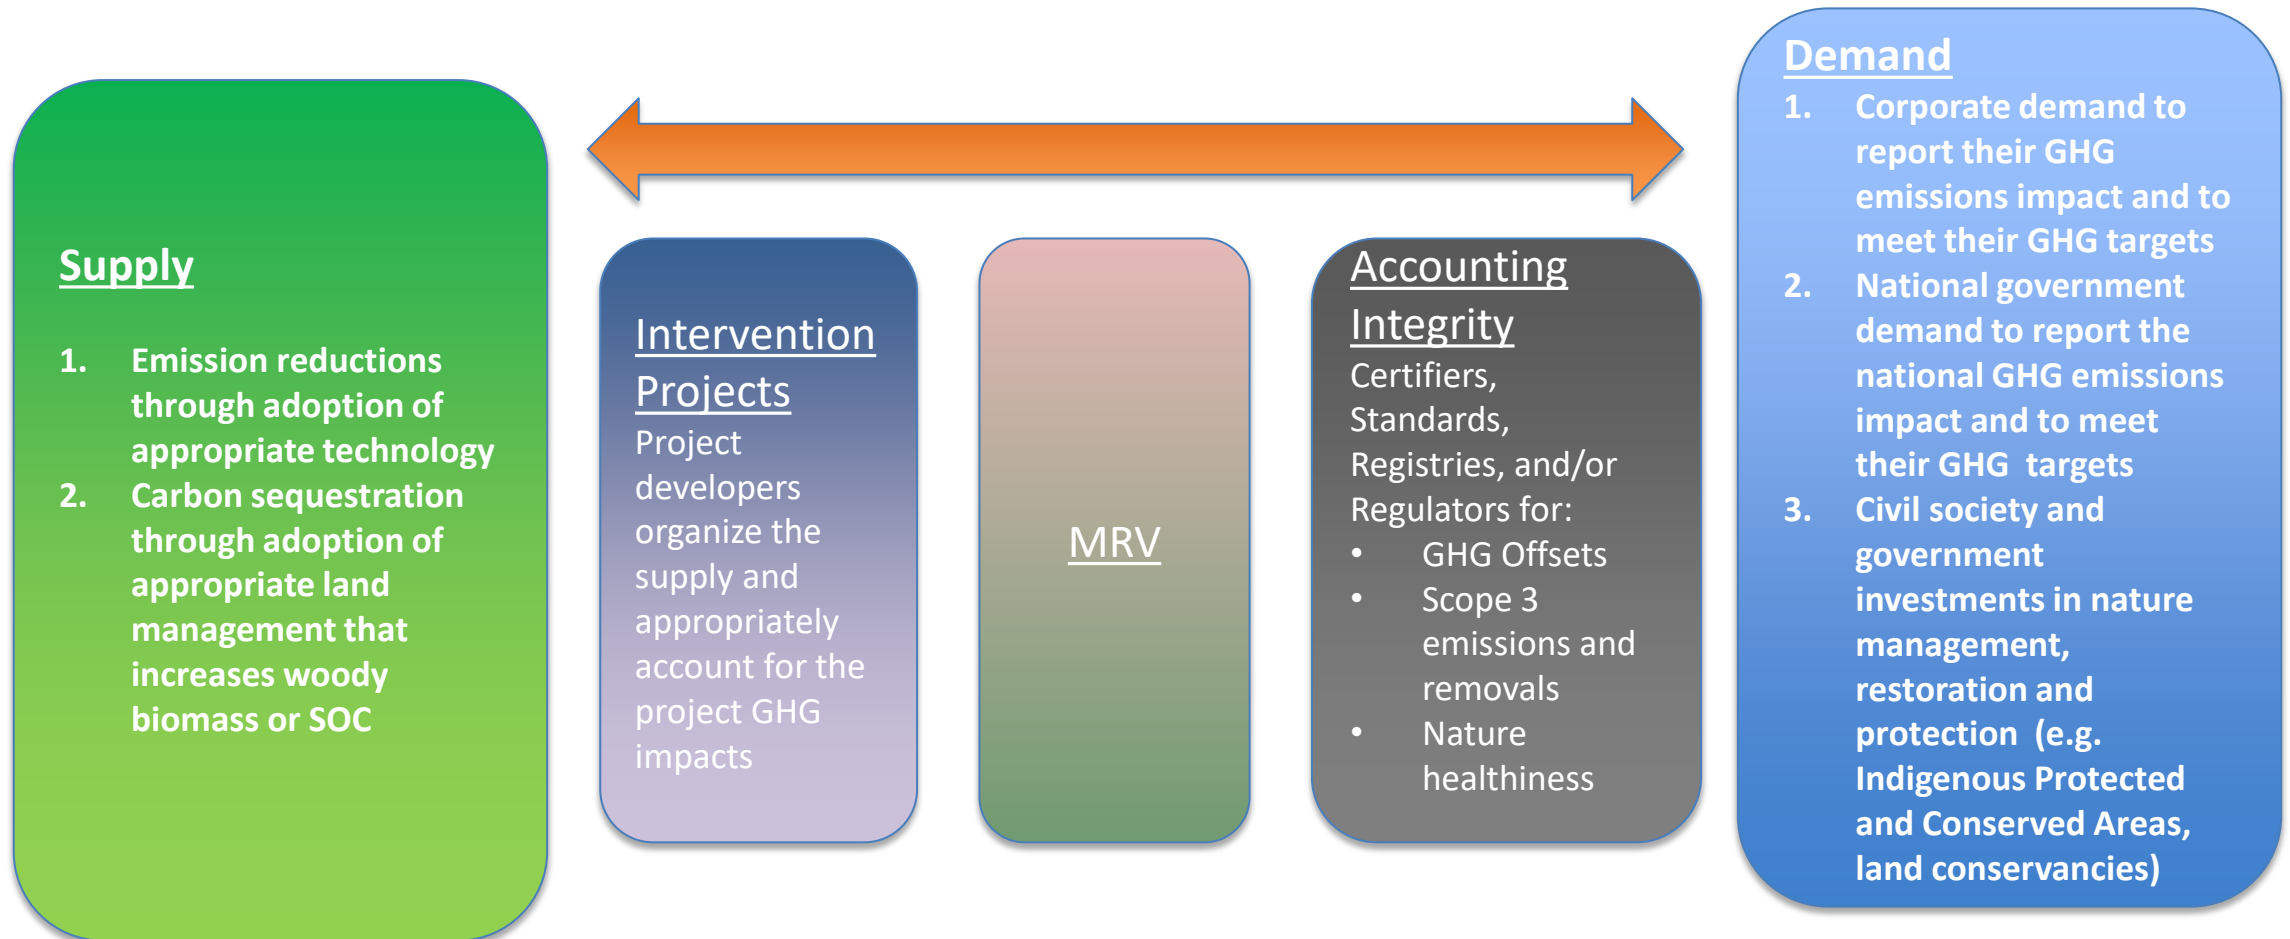 Supply
1. Emission reductions
through adoption of
appropriate technology
2. Carbon sequestration
through adoption of
appropriate land
management that
increases woody
biomass or SOC
Intervention
Projects
Project
developers
organize the
supply and
appropriately
account for the
project GHG
impacts
MRV
Accounting
Integrity
Certifiers,
Standards,
Registries, and/or
Regulators for:
• GHG Offsets
• Scope 3
emissions and
removals
• Nature
healthiness
Demand
1. Corporate demand to
report their GHG
emissions impact and to
meet their GHG targets
2. National government
demand to report the
national GHG emissions
impact and to meet
their GHG targets
3. Civil society and
government
investments in nature
management,
restoration and
protection (e.g.
Indigenous Protected
and Conserved Areas,
land conservancies)